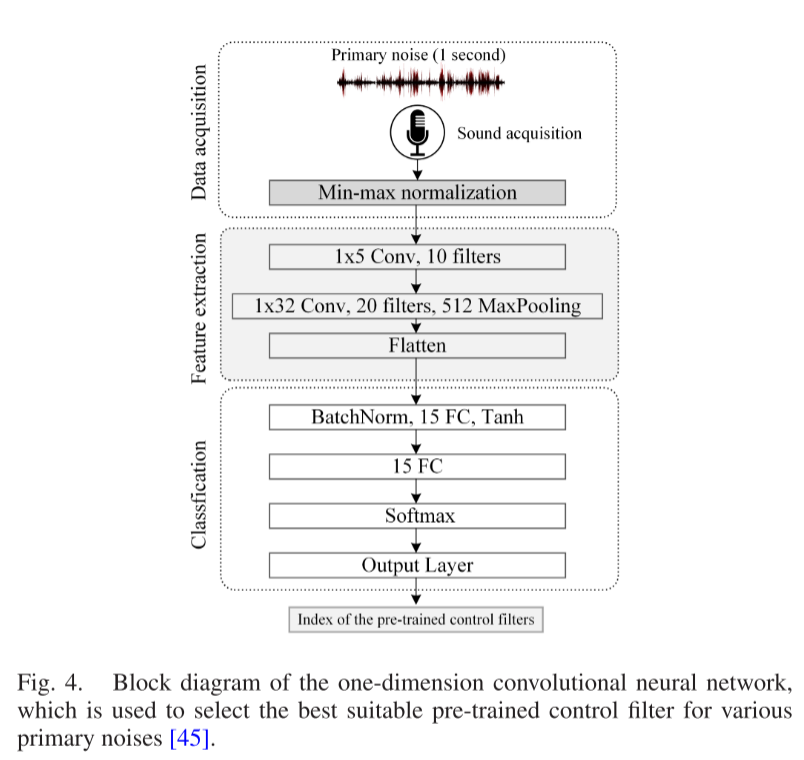 Primary noise (1 second)
Data acquisition
Sound acquisition
Min-max normalization
Feature extraction
1x5 Conv, 10 filters
1x32 Conv, 20 filters, 512 MaxPooling
Flatten
Classfication
BatchNorm, 15 FC, Tanh
15 FC
Softmax
Output Layer
Index of the pre-trained control filters
Fig. 4. Block diagram of the one-dimension convolutional neural network,
which is used to select the best suitable pre-trained control filter for various
primary noises [45].